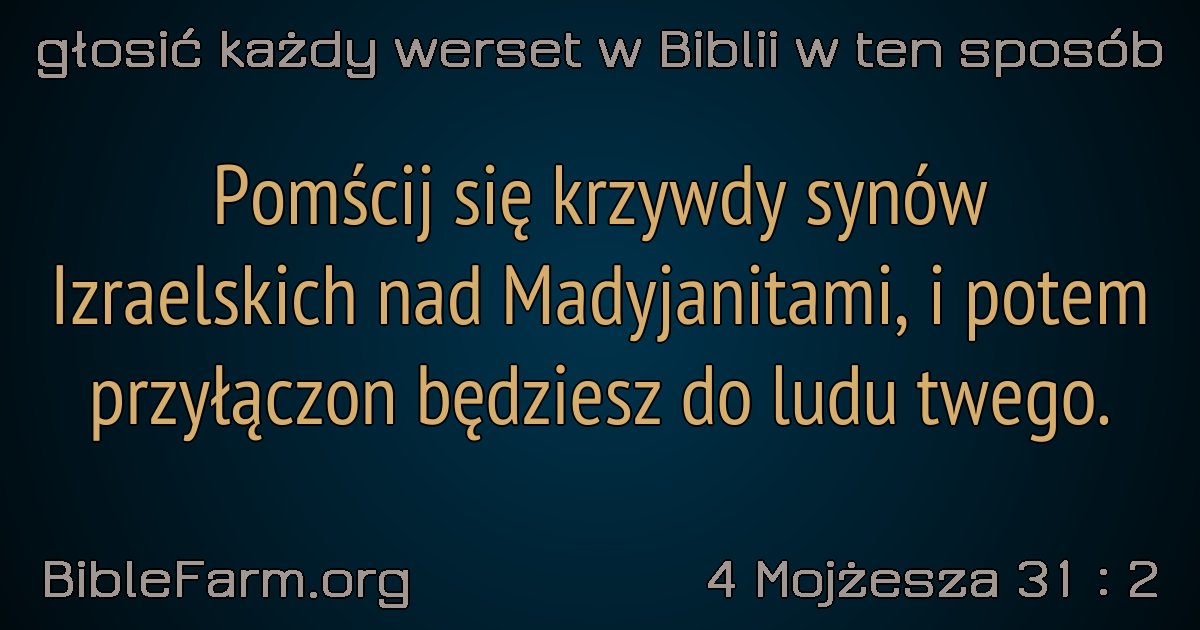 głosić każdy werset w Biblii w ten sposób
Pomścij się krzywdy synów
Izraelskich nad Madyjanitami, i potem
przyłączon będziesz do ludu twego.
BibleFarm.org
4 Mojżesza 31 : 2